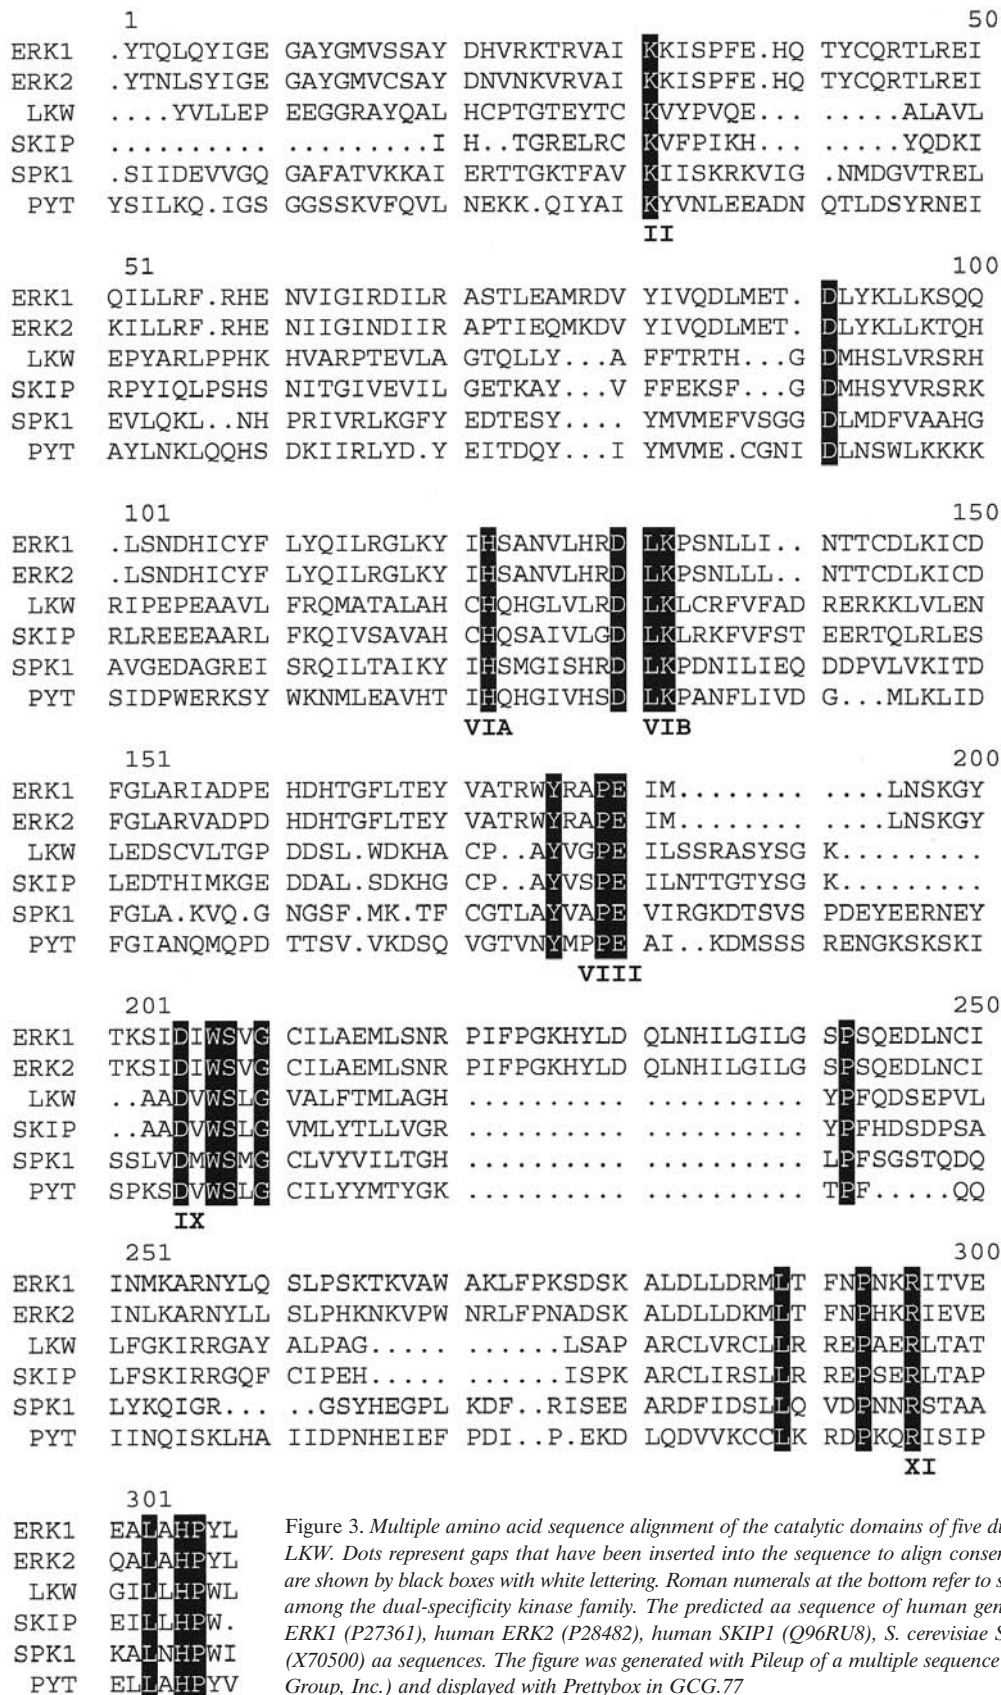 1 50
ERK1 .YTQLQYIGE GAYGMVSSAY DHVRKTRVAI KKISPFE.HQ TYCQRTLREI
ERK2 .YTNLSYIGE GAYGMVCSAY DNVNKVRVAI KKISPFE.HQ TYCQRTLREI
LKW ....YVLLEP EEGGRAYQAL HCPTGTEYTC KVYPVQE... .....ALAVL
SKIP .......... .........I H..TGRELRC KVFPIKH... .....YQDKI
SPK1 .SIIDEVVGQ GAFATVKKAI ERTTGKTFAV KIISKRKVIG .NMDGVTREL
PYT YSILKQ.IGS GGSSKVFQVL NEKK.QIYAI KYVNLEEADN QTLDSYRNEI
II
51 100
ERK1 QILLRF.RHE NVIGIRDILR ASTLEAMRDV YIVQDLMET. DLYKLLKSQQ
ERK2 KILLRF.RHE NIIGINDIIR APTIEQMKDV YIVQDLMET. DLYKLLKTQH
LKW EPYARLPPHK HVARPTEVLA GTQLLY...A FFTRTH...G DMHSLVRSRH
SKIP RPYIQLPSHS NITGIVEVIL GETKAY...V FFEKSF...G DMHSYVRSRK
SPK1 EVLQKL..NH PRIVRLKGFY EDTESY.... YMVMEFVSGG DLMDFVAAHG
PYT AYLNKLQQHS DKIIRLYD.Y EITDQY...I YMVME.CGNI DLNSWLKKKK
101 150
ERK1 .LSNDHICYF LYQILRGLKY IHSANVLHRD LKPSNLLI.. NTTCDLKICD
ERK2 .LSNDHICYF LYQILRGLKY IHSANVLHRD LKPSNLLL.. NTTCDLKICD
LKW RIPEPEAAVL FRQMATALAH CHQHGLVLRD LKLCRFVFAD RERKKLVLEN
SKIP RLREEEAARL FKQIVSAVAH CHQSAIVLGD LKLRKFVFST EERTQLRLES
SPK1 AVGEDAGREI SRQILTAIKY IHSMGISHRD LKPDNILIEQ DDPVLVKITD
PYT SIDPWERKSY WKNMLEAVHT IHQHGIVHSD LKPANFLIVD G...MLKLID
VIA VIB
151 200
ERK1 FGLARIADPE HDHTGFLTEY VATRWYRAPE IM........ ...LNSKGY
ERK2 FGLARVADPD HDHTGFLTEY VATRWYRAPE IM........ ...LNSKGY
LKW LEDSCVLTGP DDSL.WDKHA CP..AYVGPE ILSSRASYSG K.........
SKIP LEDTHIMKGE DDAL.SDKHG CP..AYVSPE ILNTTGTYSG K.........
SPK1 FGLA.KVQ.G NGSF.MK.TF CGTLAYVAPE VIRGKDTSVS PDEYEERNEY
PYT FGIANQMQPD TTSV.VKDSQ VGTVNYMPPE AI..KDMSSS RENGKSKSKI
VIII
201 250
ERK1 TKSIDIWSVG CILAEMLSNR PIFPGKHYLD QLNHILGILG SPSQEDLNCI
ERK2 TKSIDIWSVG CILAEMLSNR PIFPGKHYLD QLNHILGILG SPSQEDLNCI
LKW ..AADVWSLG VALFTMLAGH .......... .......... YPFQDSEPVL
SKIP ..AADVWSLG VMLYTLLVGR .......... .......... YPFHDSDPSA
SPK1 SSLVDMWSMG CLVYVILTGH .......... .......... LPFSGSTQDQ
PYT SPKSDVWSLG CILYYMTYGK .......... .......... TPF.....QQ
IX
251 300
ERK1 INMKARNYLQ SLPSKTKVAW AKLFPKSDSK ALDLLDRMLT FNPNKRITVE
ERK2 INLKARNYLL SLPHKNKVPW NRLFPNADSK ALDLLDKMLT FNPHKRIEVE
LKW LFGKIRRGAY ALPAG..... ......LSAP ARCLVRCLLR REPAERLTAT
SKIP LFSKIRRGQF CIPEH..... ......ISPK ARCLIRSLLR REPSERLTAP
SPK1 LYKQIGR... .GSYHEGPL KDF..RISEE ARDFIDSLLQ VDPNNRSTAA
PYT IINQISKLHA IIDPNHEIEF PDI..P.EKD LQDVVKCCLK RDPKQRISIP
XI
301
ERK1 EALAHPYL
ERK2 QALAHPYL
LKW GILLHPWL
SKIP EILLHPW.
SPK1 KALNHPWI
PYT ELLAHPYV
Figure 3. Multiple amino acid sequence alignment of the catalytic domains of five
LKW. Dots represent gaps that have been inserted into the sequence to align
are shown by black boxes with white lettering. Roman numerals at the bottom refer to
among the dual-specificity kinase family. The predicted aa sequence of human
ERK1 (P27361), human ERK2 (P28482), human SKIP1 (Q96RU8), S. cerevisiae
(X70500) aa sequences. The figure was generated with Pileup of a multiple sequence
Group, Inc.) and displayed with Prettybox in GCG.77